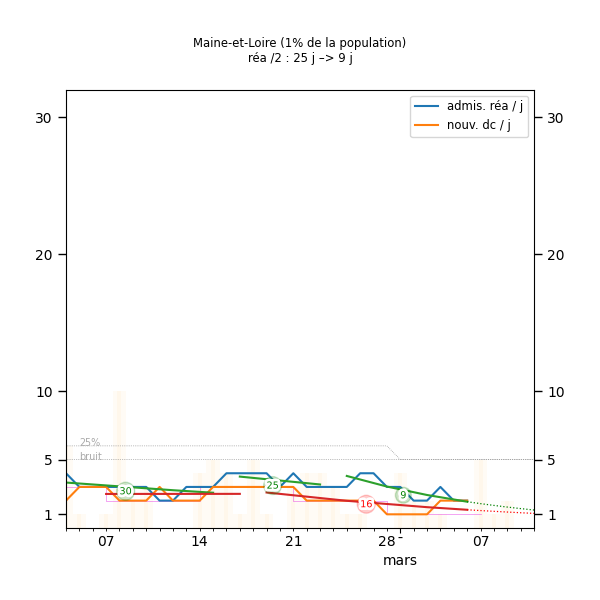 Maine-et-Loire (1% de la population)
réa /2 : 25 j –> 9 j
admis. réa / j
nouv. dc / j
30 30
20 20
10 10
25%
bruit
5 5
30 25 9
16
1 1
07 14 21 28 07
mars